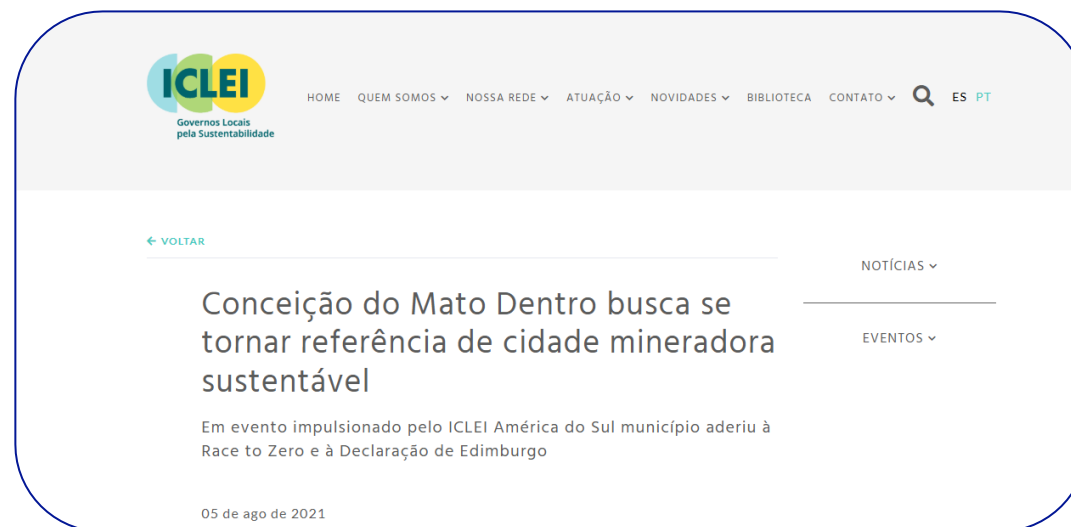 ICLEI
Governos Locais
pela Sustentabilidade
HOME QUEM SOMOS NOSSA REDE ATUAÇÃO NOVIDADES BIBLIOTECA CONTATO ES PT
VOLTAR
NOTÍCIAS
EVENTOS
Conceição do Mato Dentro busca se
tornar referência de cidade mineradora
sustentável
Em evento impulsionado pelo ICLEI América do Sul município aderiu à
Race to Zero e à Declaração de Edimburgo
05 de ago de 2021